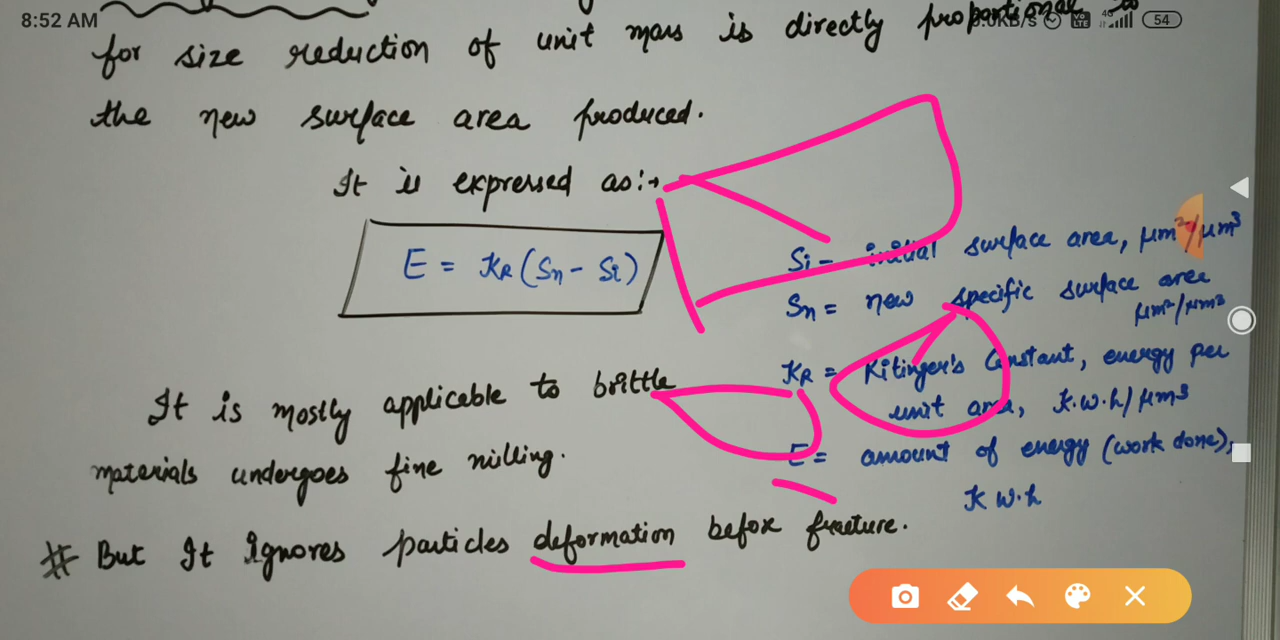 8:52 AM
54
for size reduction of unit mass is directly proportional to
the new surface area produced.
It is expressed as:→
E = KR (Sn - Si)
Si = initial surface area, μm²/μm³
Sn = new specific surface area
μm²/μm³
KR = Ritinger's Constant, energy per
unit area, K.W.h/μm³
E = amount of energy (work done),
K W.h
It is mostly applicable to brittle
materials undergoes fine milling.
# But It Ignores particles deformation befor fracture.